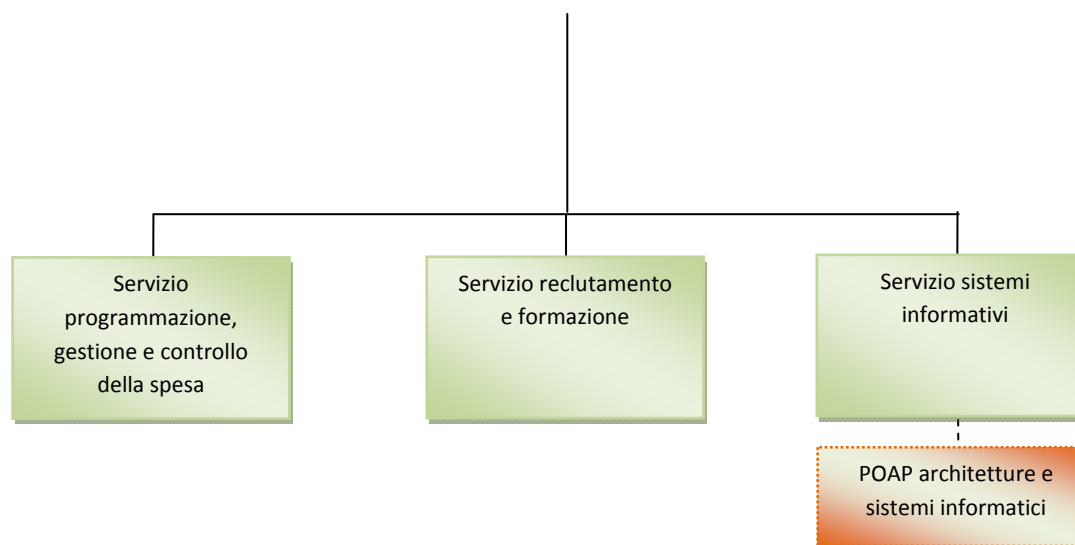 Servizio
programmazione,
gestione e controllo
della spesa
Servizio reclutamento
e formazione
Servizio sistemi
informativi
POAP architetture e
sistemi informatici